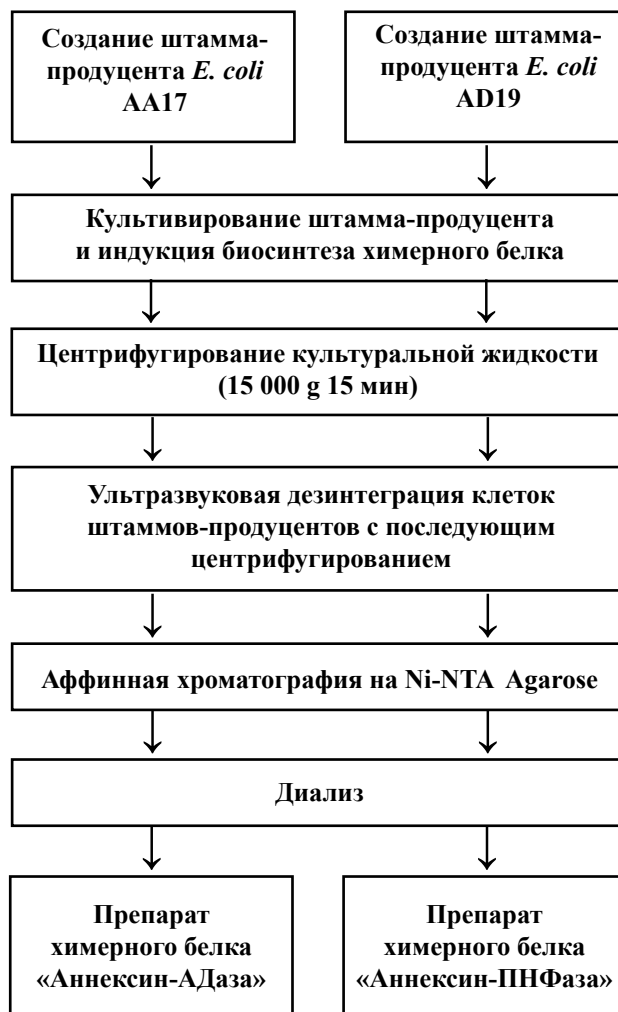 Создание штамма-
продуцента E. coli
AA17
Создание штамма-
продуцента E. coli
AD19
Культивирование штамма-продуцента
и индукция биосинтеза химерного белка
Центрифугирование культуральной жидкости
(15 000 g 15 мин)
Ультразвуковая дезинтеграция клеток
штаммов-продуцентов с последующим
центрифугированием
Аффинная хроматография на Ni-NTA Agarose
Диализ
Препарат
химерного белка
«Аннексин-АДаза»
Препарат
химерного белка
«Аннексин-ПНФаза»